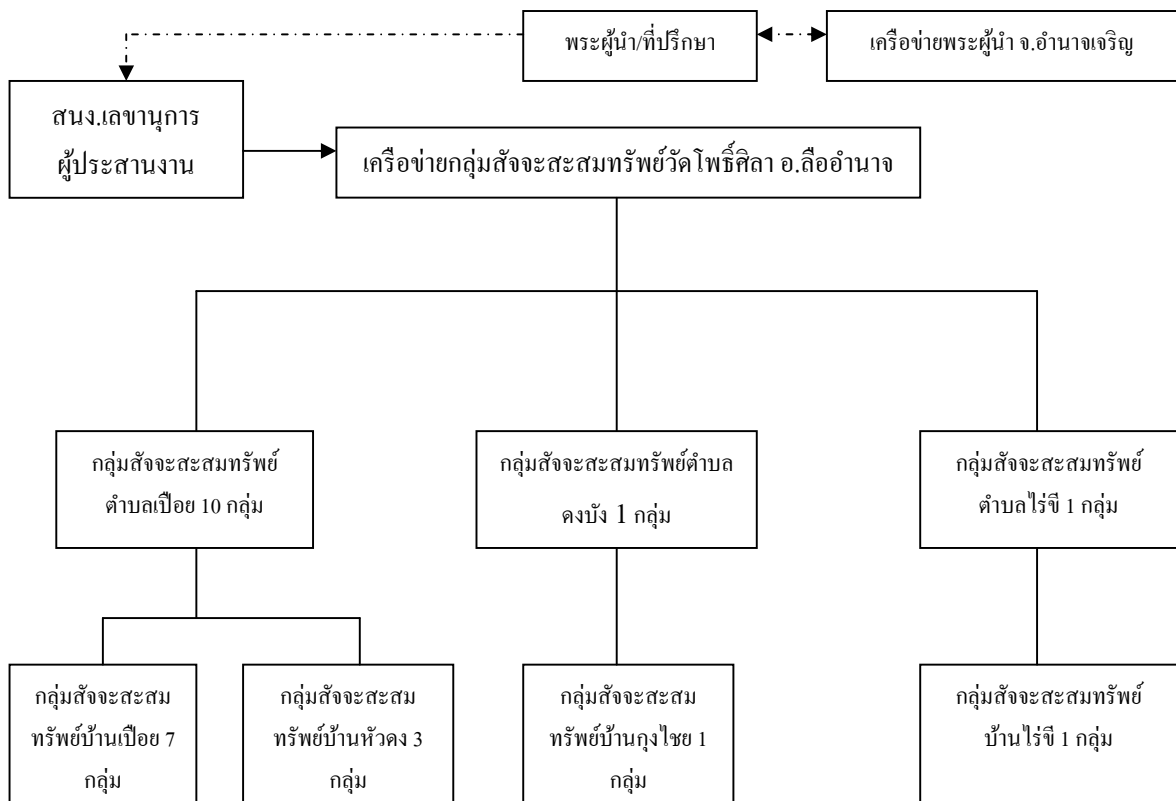 พระผู้นำ/ที่ปรึกษา
เครือข่ายพระผู้นำ จ.อำนาจเจริญ
สนง.เลขานุการ
ผู้ประสานงาน
เครือข่ายกลุ่มสัจจะสะสมทรัพย์วัดโพธิ์ศิลา อ.ลืออำนาจ
กลุ่มสัจจะสะสมทรัพย์
ตำบลเปือย 10 กลุ่ม
กลุ่มสัจจะสะสมทรัพย์ตำบล
ดงบัง 1 กลุ่ม
กลุ่มสัจจะสะสมทรัพย์
ตำบลไร่ขี 1 กลุ่ม
กลุ่มสัจจะสะสม
ทรัพย์บ้านเปือย 7
กลุ่ม
กลุ่มสัจจะสะสม
ทรัพย์บ้านหัวดง 3
กลุ่ม
กลุ่มสัจจะสะสม
ทรัพย์บ้านกุงไชย 1
กลุ่ม
กลุ่มสัจจะสะสมทรัพย์
บ้านไร่ขี 1 กลุ่ม